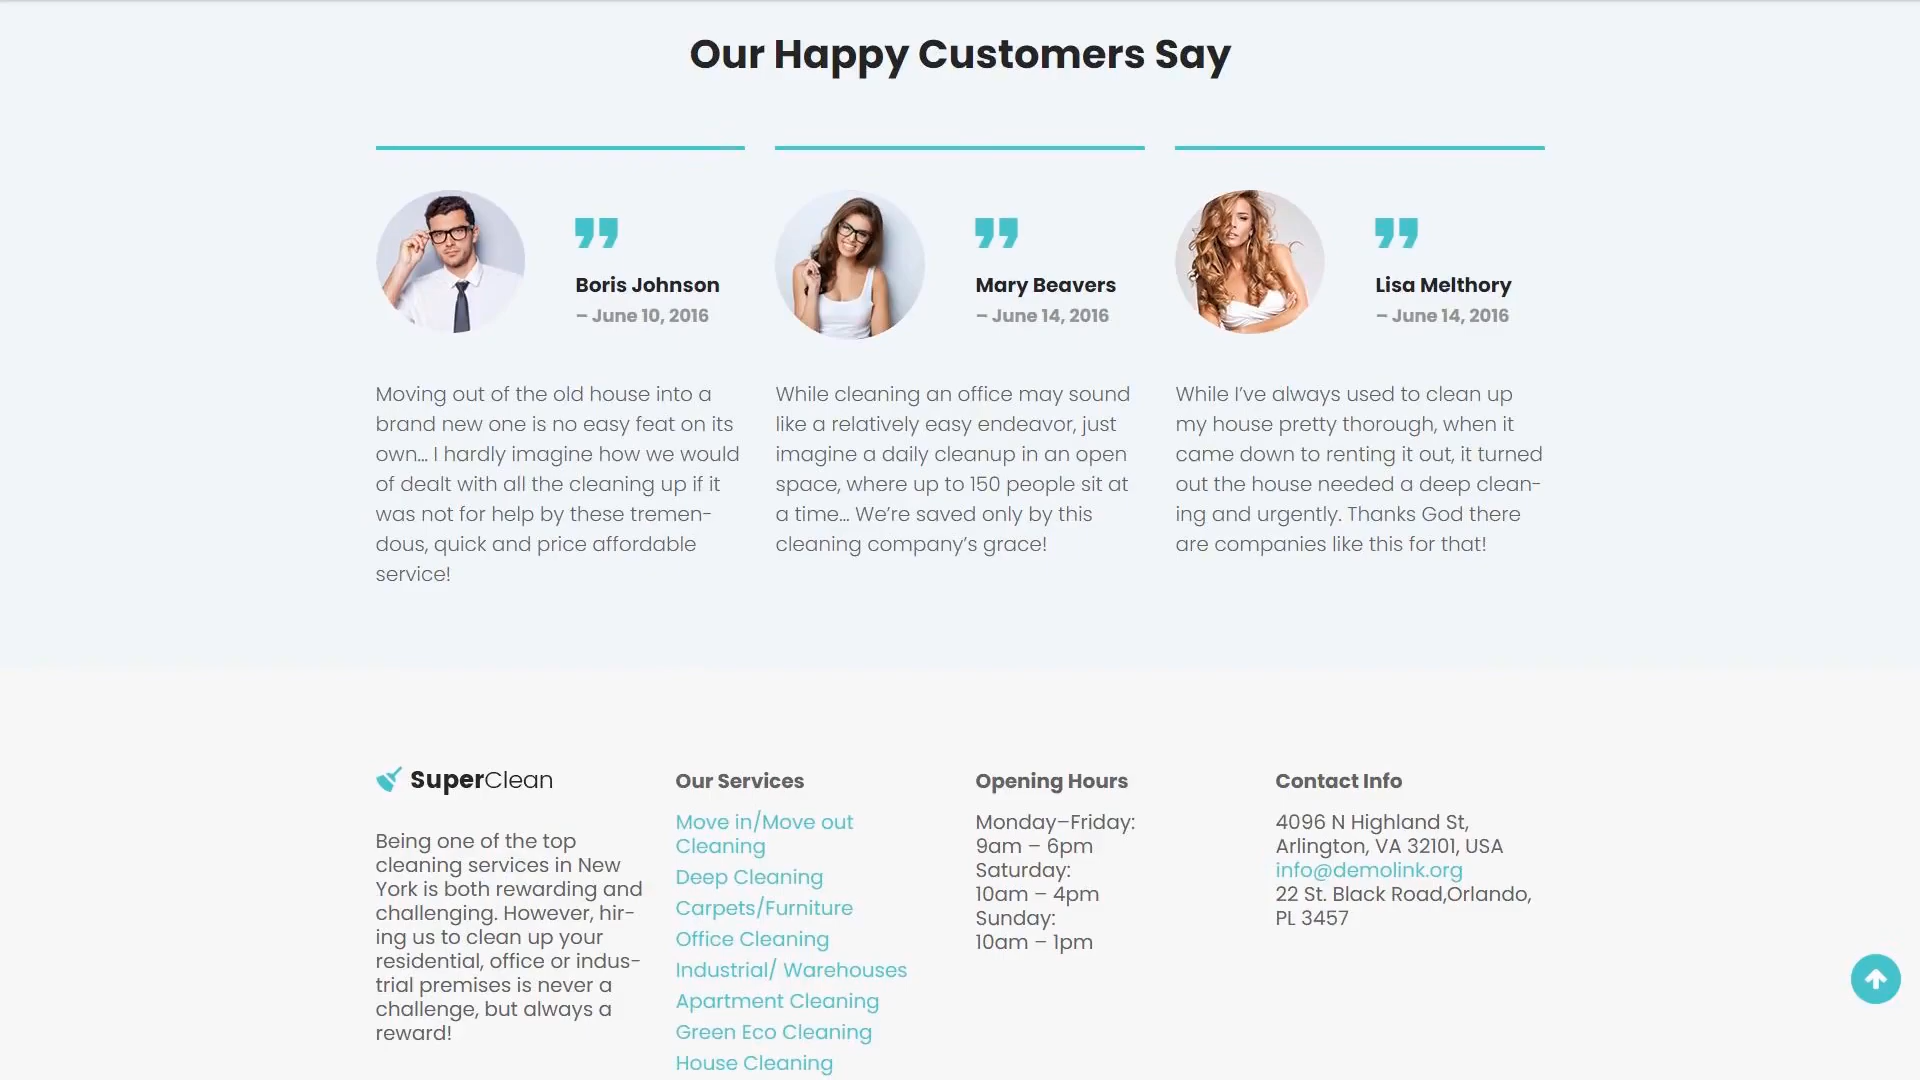 Our Happy Customers Say
Boris Johnson
– June 10, 2016
Moving out of the old house into a
brand new one is no easy feat on its
own... I hardly imagine how we would
of dealt with all the cleaning up if it
was not for help by these tremen-
dous, quick and price affordable
service!
Mary Beavers
– June 14, 2016
While cleaning an office may sound
like a relatively easy endeavor, just
imagine a daily cleanup in an open
space, where up to 150 people sit at
a time... We’re saved only by this
cleaning company’s grace!
Lisa Melthory
– June 14, 2016
While I’ve always used to clean up
my house pretty thorough, when it
came down to renting it out, it turned
out the house needed a deep clean-
ing and urgently. Thanks God there
are companies like this for that!
SuperClean
Being one of the top
cleaning services in New
York is both rewarding and
challenging. However, hir-
ing us to clean up your
residential, office or indus-
trial premises is never a
challenge, but always a
reward!
Our Services
Move in/Move out
Cleaning
Deep Cleaning
Carpets/Furniture
Office Cleaning
Industrial/ Warehouses
Apartment Cleaning
Green Eco Cleaning
House Cleaning
Opening Hours
Monday–Friday:
9am – 6pm
Saturday:
10am – 4pm
Sunday:
10am – 1pm
Contact Info
4096 N Highland St,
Arlington, VA 32101, USA
info@demolink.org
22 St. Black Road,Orlando,
PL 3457